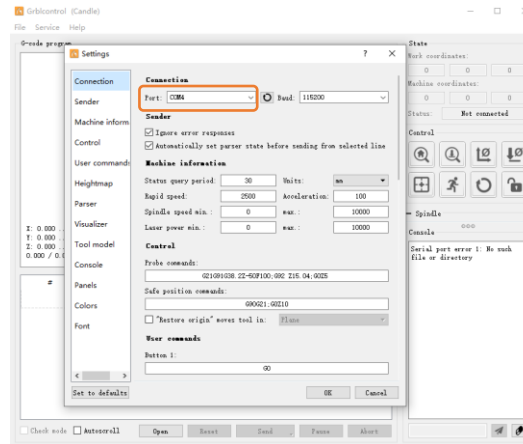 Grblcontrol (Candle)
File Service Help
G-code program
Settings
? ×
Connection
Sender
Machine inform
Control
User commands
Heightmap
Parser
Visualizer
Tool model
Console
Panels
Colors
Font
Set to defaults
Connection
Port: COM4 Baud: 115200
Sender
Ignore error responses
Automatically set parser state before sending from selected line
Machine information
Status query period: 30 Units: mm
Rapid speed: 2500 Acceleration: 100
Spindle speed min.: 0 max.: 10000
Laser power min.: 0 max.: 10000
Control
Probe commands:
G21G91G38.2Z-50F100;G92 Z15.04;G0Z5
Safe position commands:
G90G21;G0Z10
"Restore origin" moves tool in: Plane
User commands
Button 1:
G0
OK Cancel
X: 0.000 ..
Y: 0.000 ..
Z: 0.000 ..
0.000 / 0.0
#
Check mode Autoscroll Open Reset Send Pause Abort
State
Work coordinates:
0 0 0
Machine coordinates:
0 0 0
Status: Not connected
Control
Spindle
Console
Serial port error 1: No such
file or directory